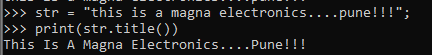 >>> str = "this is a magna electronics....pune!!!";
>>> print(str.title())
This Is A Magna Electronics....Pune!!!